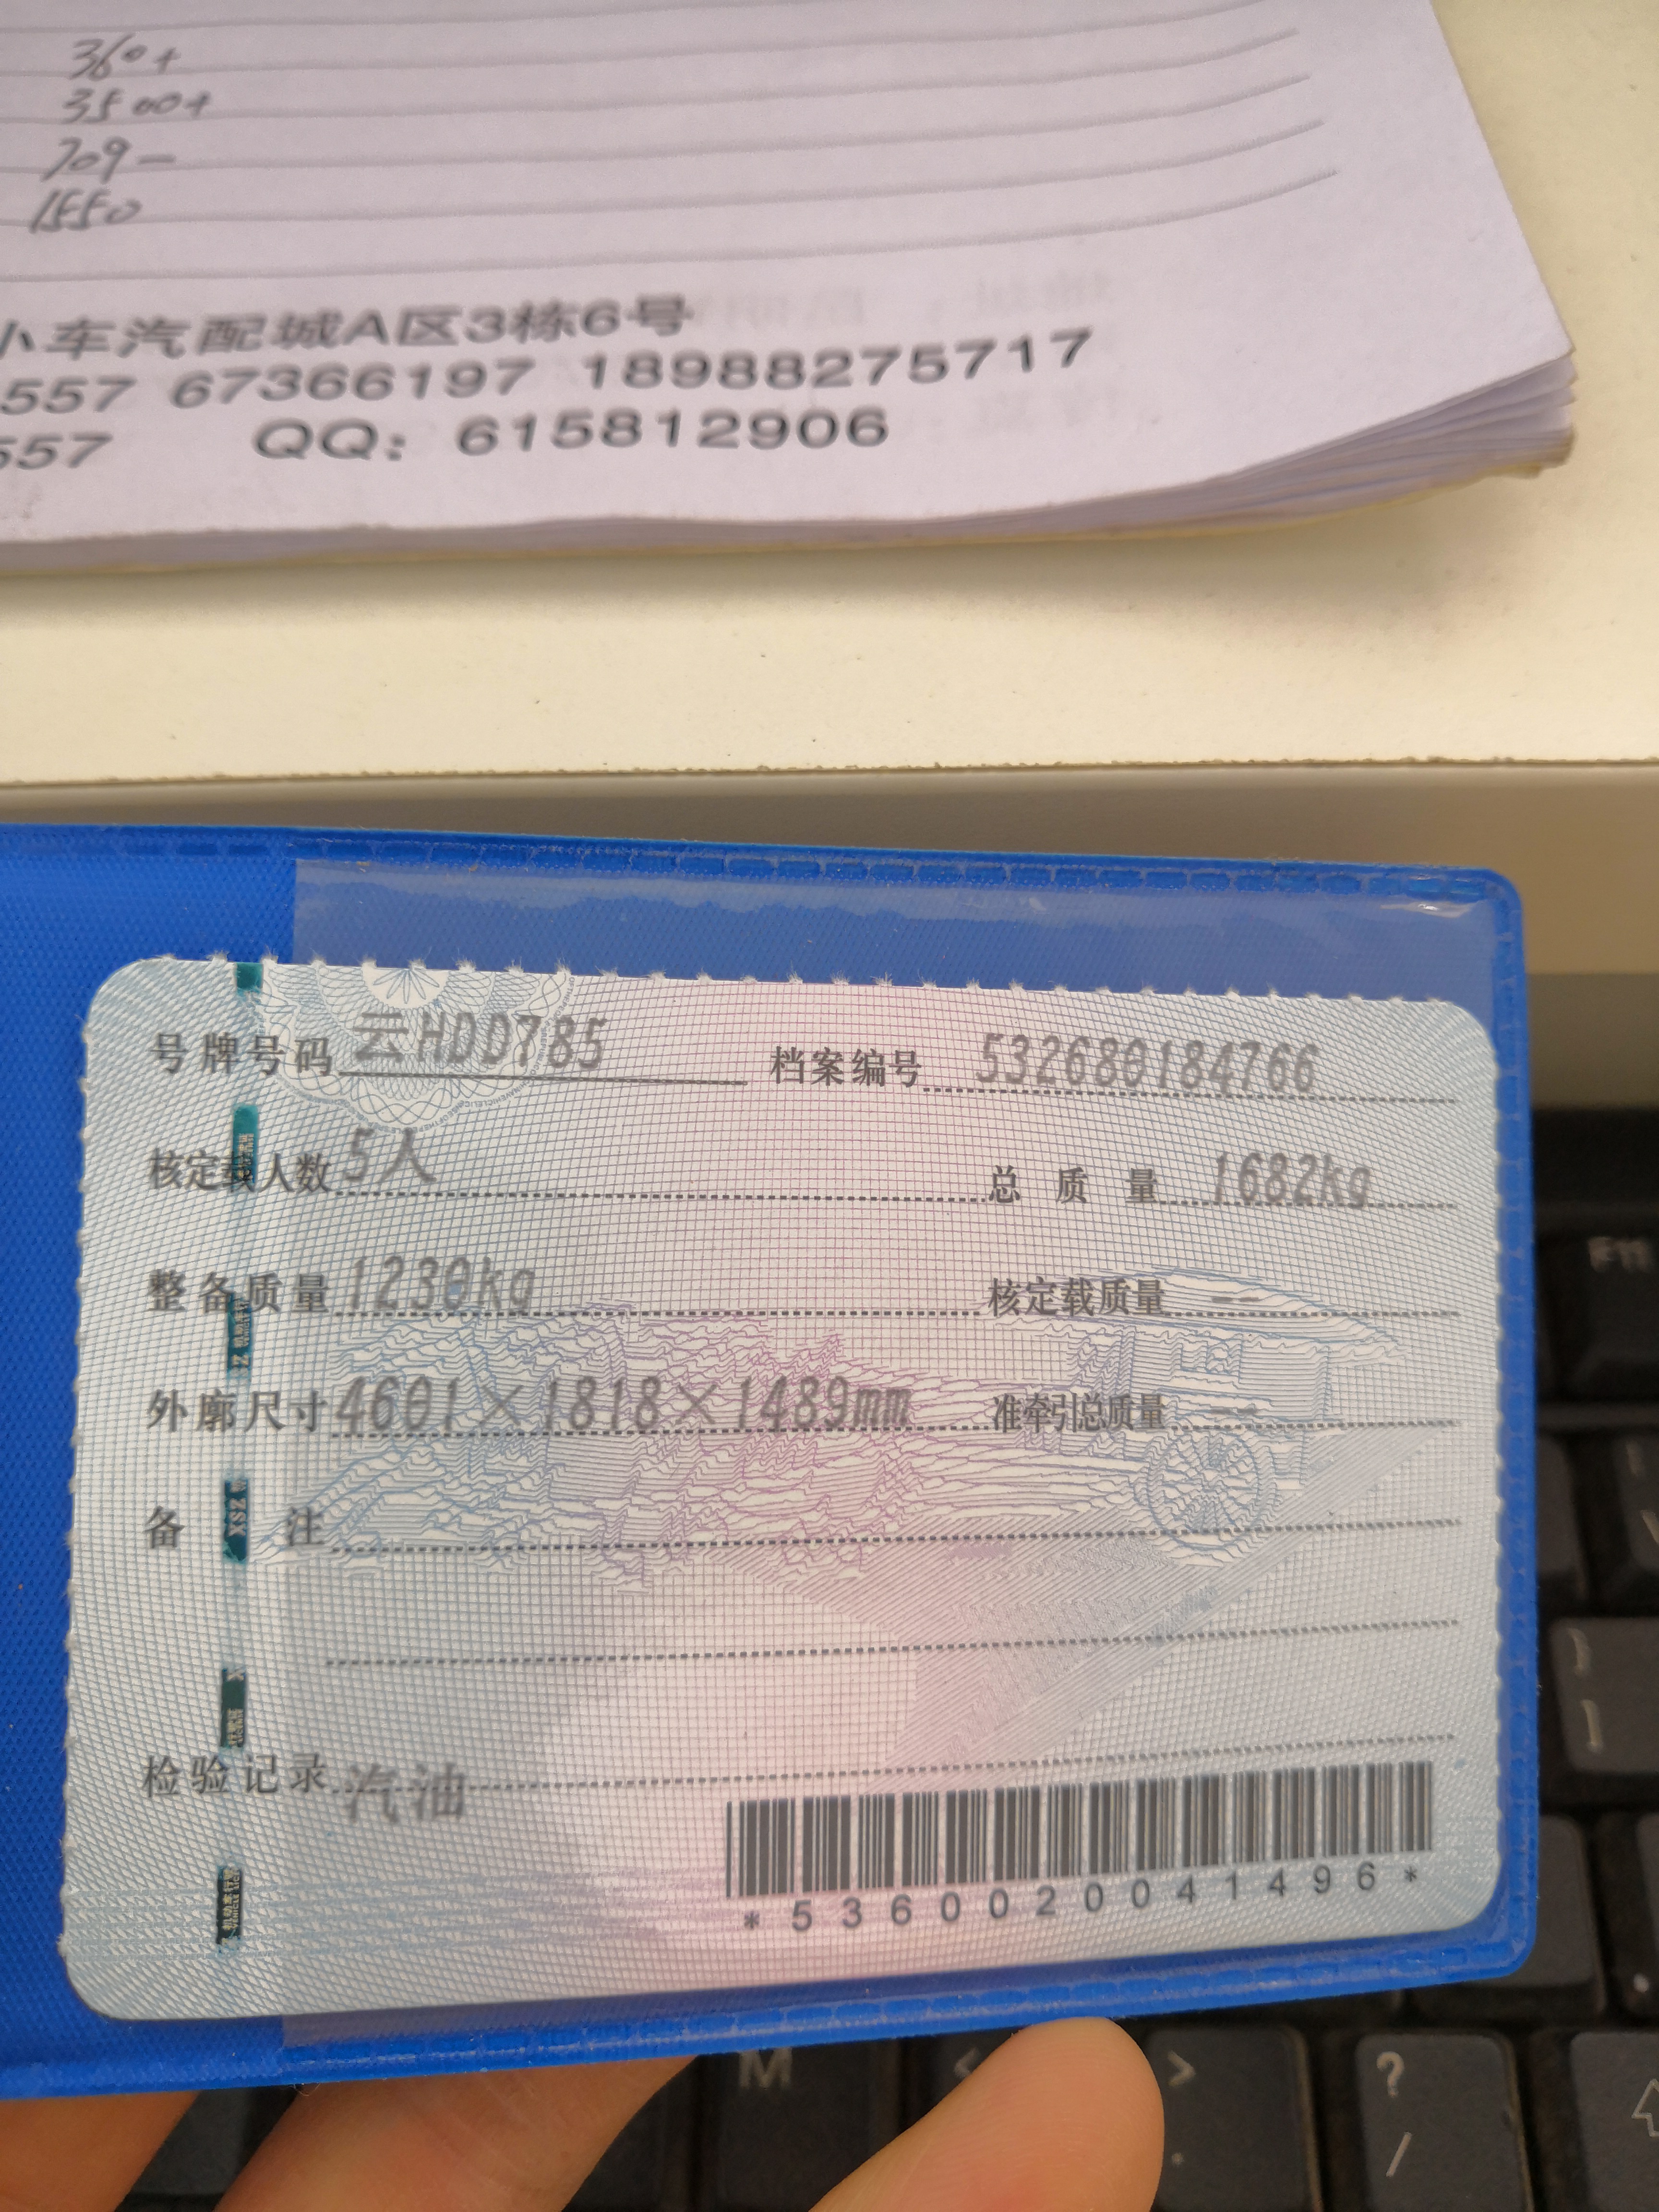 360+
3500+
709-
1550
小车汽配城A区3栋6号
557 67366197 18988275717
557 QQ：615812906
号牌号码 云HDD785 档案编号 532680184766
核定载人数 5人 总质量 1682kg
整备质量 1230kg 核定载质量 --
外廓尺寸 4601×1818×1489mm 准牵引总质量 --
备注
检验记录 汽油
*5360020041496*
F11
M
<
>
?
/
}
]